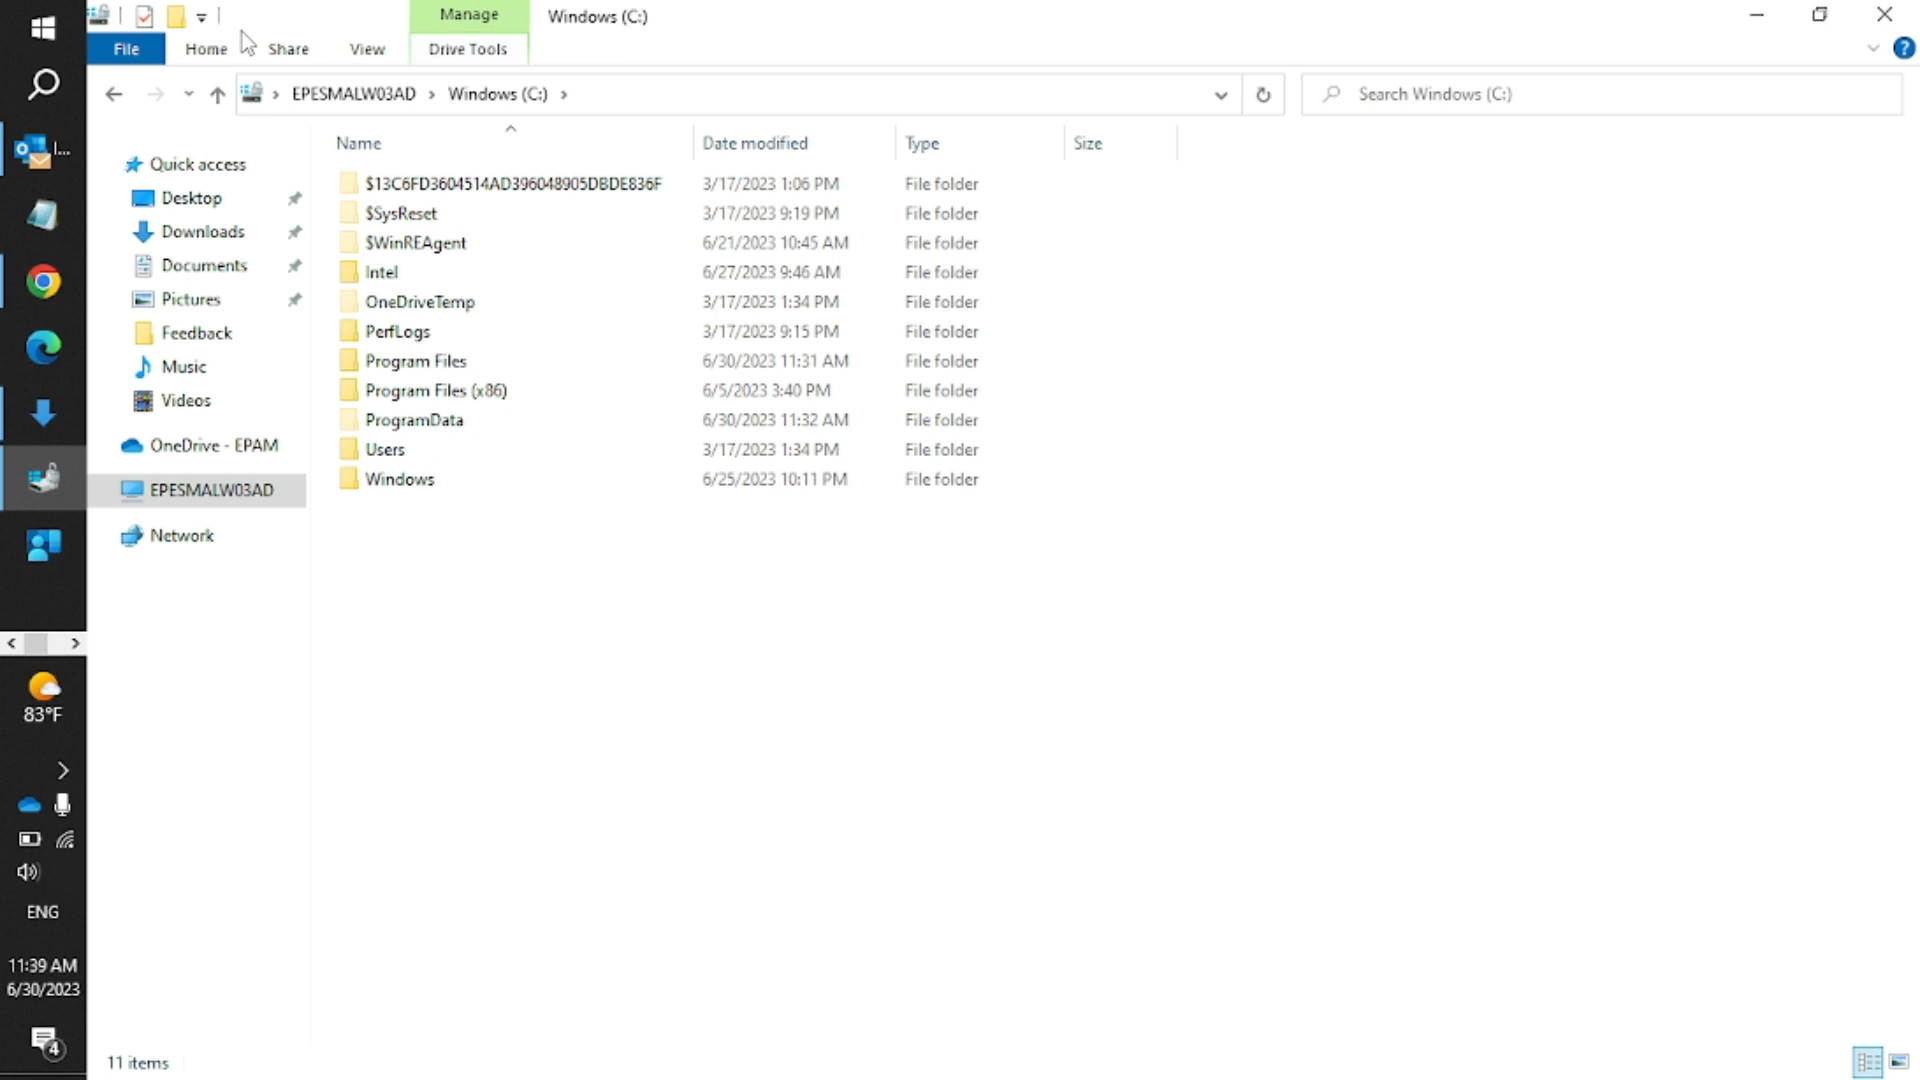 Manage
Windows (C:)
File
Home
Share
View
Drive Tools
EPESMALW03AD
Windows (C:)
Search Windows (C:)
Name
Date modified
Type
Size
$13C6FD3604514AD396048905DBDE836F 3/17/2023 1:06 PM File folder
$SysReset 3/17/2023 9:19 PM File folder
$WinREAgent 6/21/2023 10:45 AM File folder
Intel 6/27/2023 9:46 AM File folder
OneDriveTemp 3/17/2023 1:34 PM File folder
PerfLogs 3/17/2023 9:15 PM File folder
Program Files 6/30/2023 11:31 AM File folder
Program Files (x86) 6/5/2023 3:40 PM File folder
ProgramData 6/30/2023 11:32 AM File folder
Users 3/17/2023 1:34 PM File folder
Windows 6/25/2023 10:11 PM File folder
Quick access
Desktop
Downloads
Documents
Pictures
Feedback
Music
Videos
OneDrive - EPAM
EPESMALW03AD
Network
I...
83°F
ENG
11:39 AM
6/30/2023
4
11 items